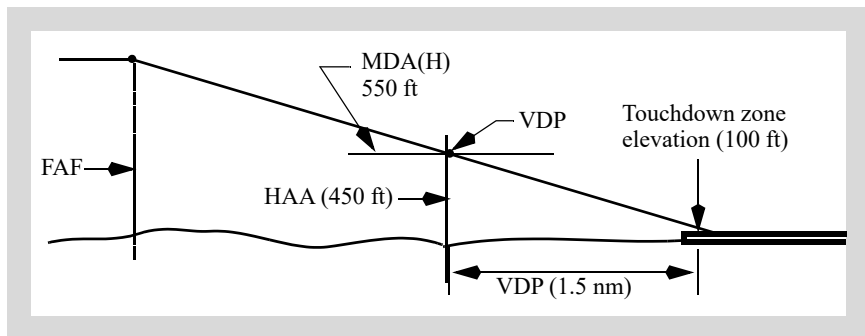 MDA(H)
550 ft
VDP
Touchdown zone
elevation (100 ft)
FAF
HAA (450 ft)
VDP (1.5 nm)